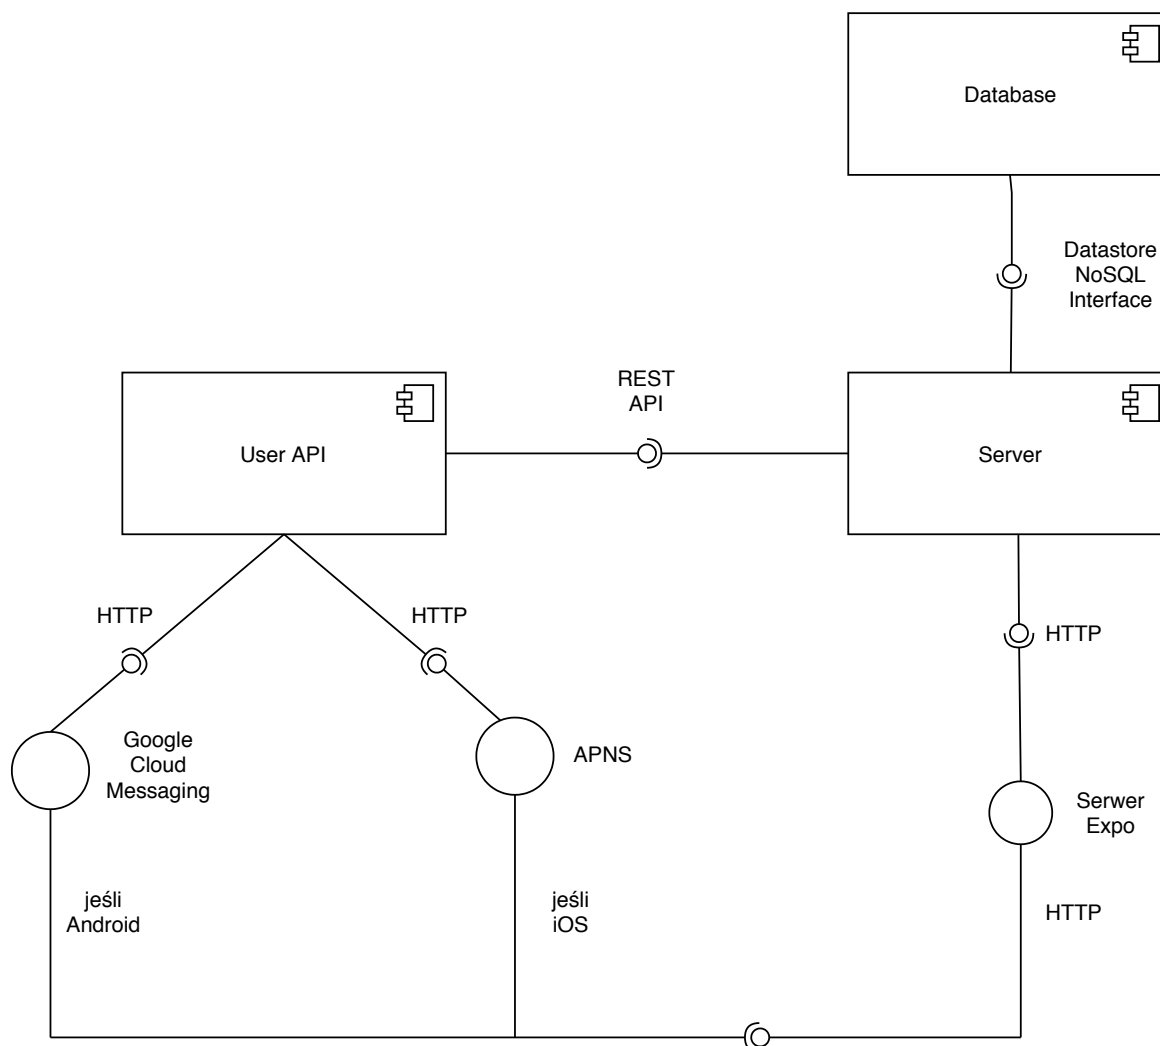 Database
Datastore
NoSQL
Interface
REST
API
User API
Server
HTTP
HTTP
HTTP
Google
Cloud
Messaging
APNS
Serwer
Expo
jeśli
Android
jeśli
iOS
HTTP